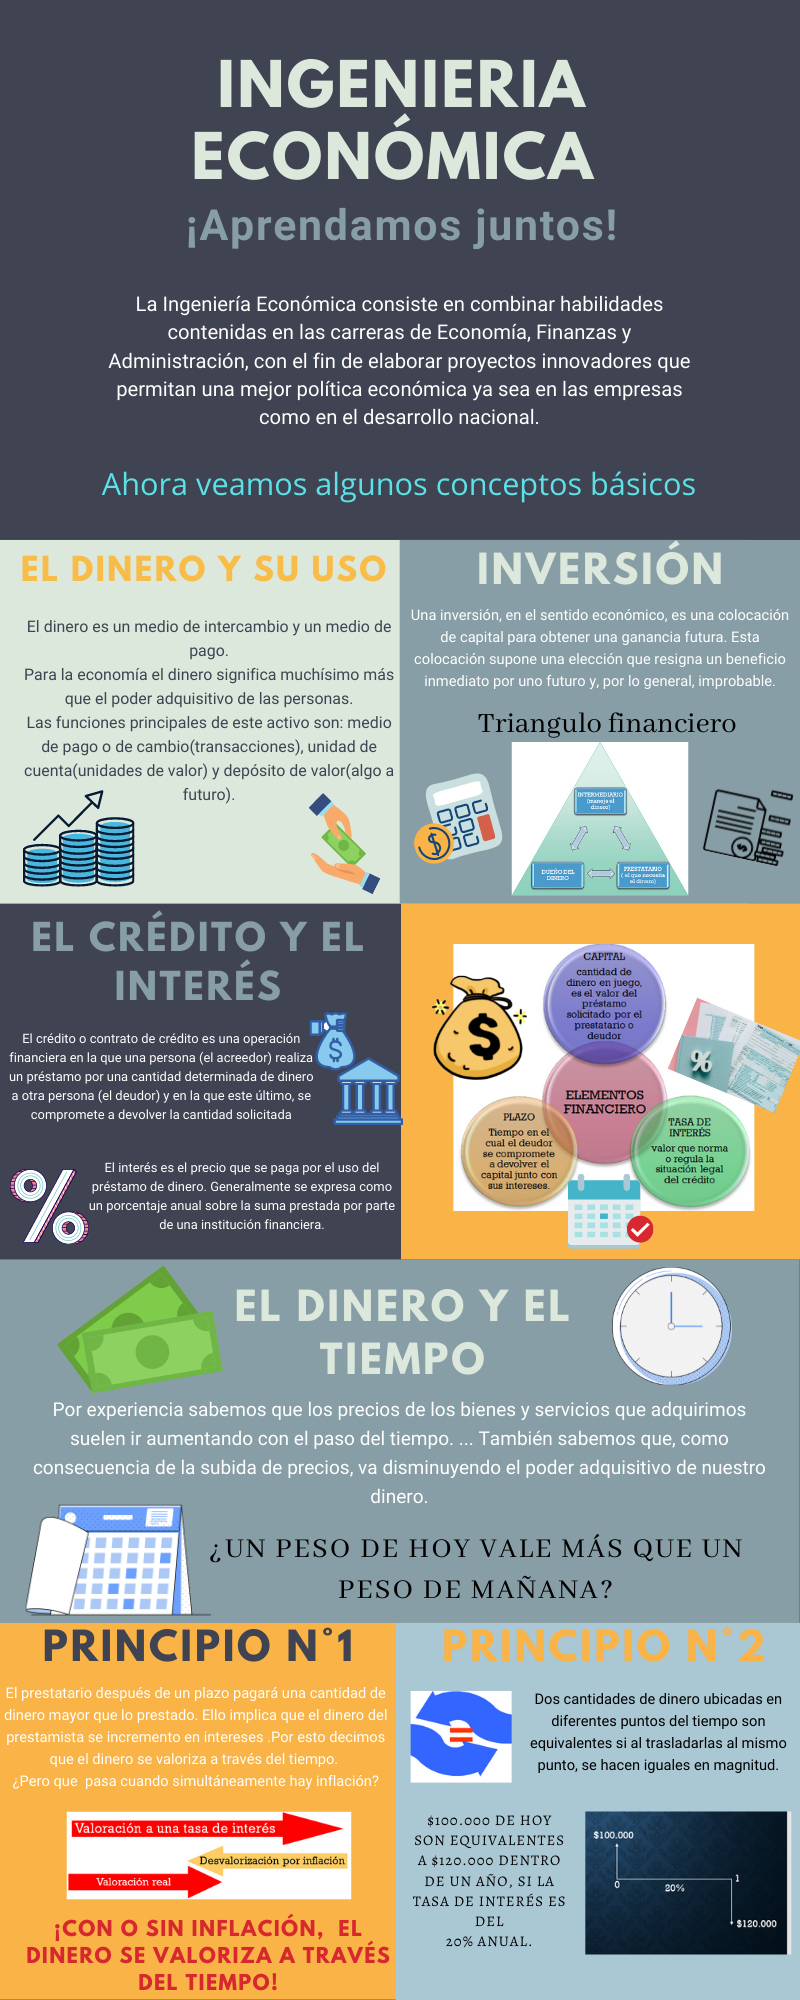 INGENIERIA
ECONÓMICA
¡Aprendamos juntos!
La Ingeniería Económica consiste en combinar habilidades
contenidas en las carreras de Economía, Finanzas y
Administración, con el fin de elaborar proyectos innovadores que
permitan una mejor política económica ya sea en las empresas
como en el desarrollo nacional.
Ahora veamos algunos conceptos básicos
EL DINERO Y SU USO
El dinero es un medio de intercambio y un medio de
pago.
Para la economía el dinero significa muchísimo más
que el poder adquisitivo de las personas.
Las funciones principales de este activo son: medio
de pago o de cambio(transacciones), unidad de
cuenta(unidades de valor) y depósito de valor(algo a
futuro).
INVERSIÓN
Una inversión, en el sentido económico, es una colocación
de capital para obtener una ganancia futura. Esta
colocación supone una elección que resigna un beneficio
inmediato por uno futuro y, por lo general, improbable.
Triangulo financiero
INTERMEDIARIO
(maneja el
dinero)
DUEÑO DEL
DINERO
PRESTATARIO
( el que necesita
el dinero)
EL CRÉDITO Y EL
INTERÉS
El crédito o contrato de crédito es una operación
financiera en la que una persona (el acreedor) realiza
un préstamo por una cantidad determinada de dinero
a otra persona (el deudor) y en la que este último, se
compromete a devolver la cantidad solicitada
El interés es el precio que se paga por el uso del
préstamo de dinero. Generalmente se expresa como
un porcentaje anual sobre la suma prestada por parte
de una institución financiera.
CAPITAL
cantidad de
dinero en juego,
es el valor del
préstamo
solicitado por el
prestatario o
deudor
ELEMENTOS
FINANCIERO
PLAZO
Tiempo en el
cual el deudor
se compromete
a devolver el
capital junto con
sus intereses.
TASA DE
INTERÉS
valor que norma
o regula la
situación legal
del crédito
EL DINERO Y EL
TIEMPO
Por experiencia sabemos que los precios de los bienes y servicios que adquirimos
suelen ir aumentando con el paso del tiempo. ... También sabemos que, como
consecuencia de la subida de precios, va disminuyendo el poder adquisitivo de nuestro
dinero.
¿UN PESO DE HOY VALE MÁS QUE UN
PESO DE MAÑANA?
PRINCIPIO N°1
El prestatario después de un plazo pagará una cantidad de
dinero mayor que lo prestado. Ello implica que el dinero del
prestamista se incremento en intereses .Por esto decimos
que el dinero se valoriza a través del tiempo.
¿Pero que pasa cuando simultáneamente hay inflación?
Valoración a una tasa de interés
Desvalorización por inflación
Valoración real
¡CON O SIN INFLACIÓN, EL
DINERO SE VALORIZA A TRAVÉS
DEL TIEMPO!
PRINCIPIO N°2
Dos cantidades de dinero ubicadas en
diferentes puntos del tiempo son
equivalentes si al trasladarlas al mismo
punto, se hacen iguales en magnitud.
$100.000 DE HOY
SON EQUIVALENTES
A $120.000 DENTRO
DE UN AÑO, SI LA
TASA DE INTERÉS ES
DEL
20% ANUAL.
$100.000
0
20%
1
$120.000